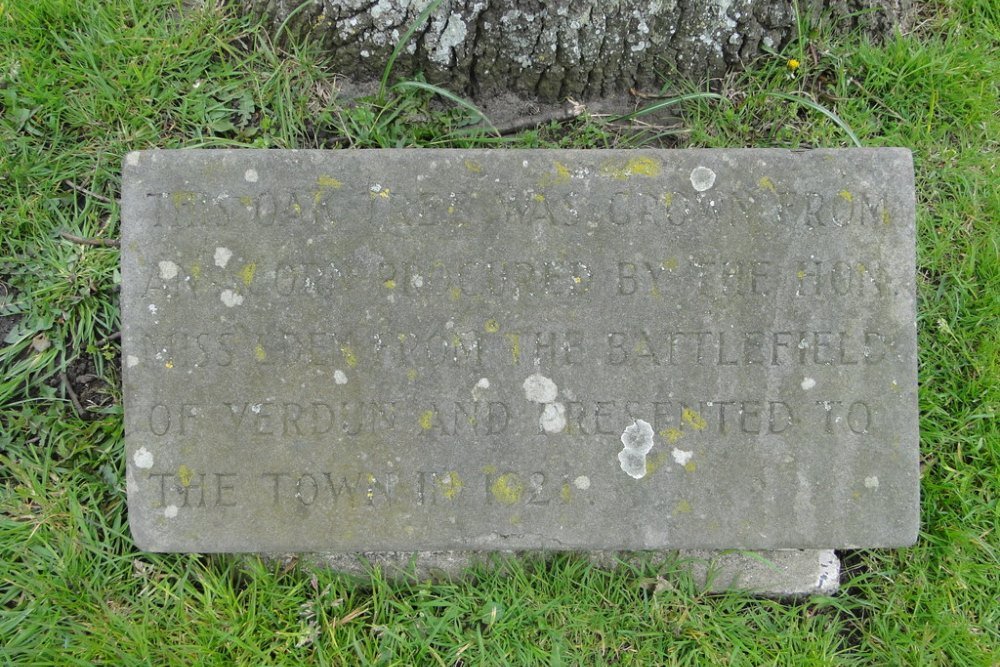 THIS OAK TREE WAS GROWN FROM
AN ACORN PROCURED BY THE HON.
MISS EDEN FROM THE BATTLEFIELD
OF VERDUN AND PRESENTED TO
THE TOWN IN